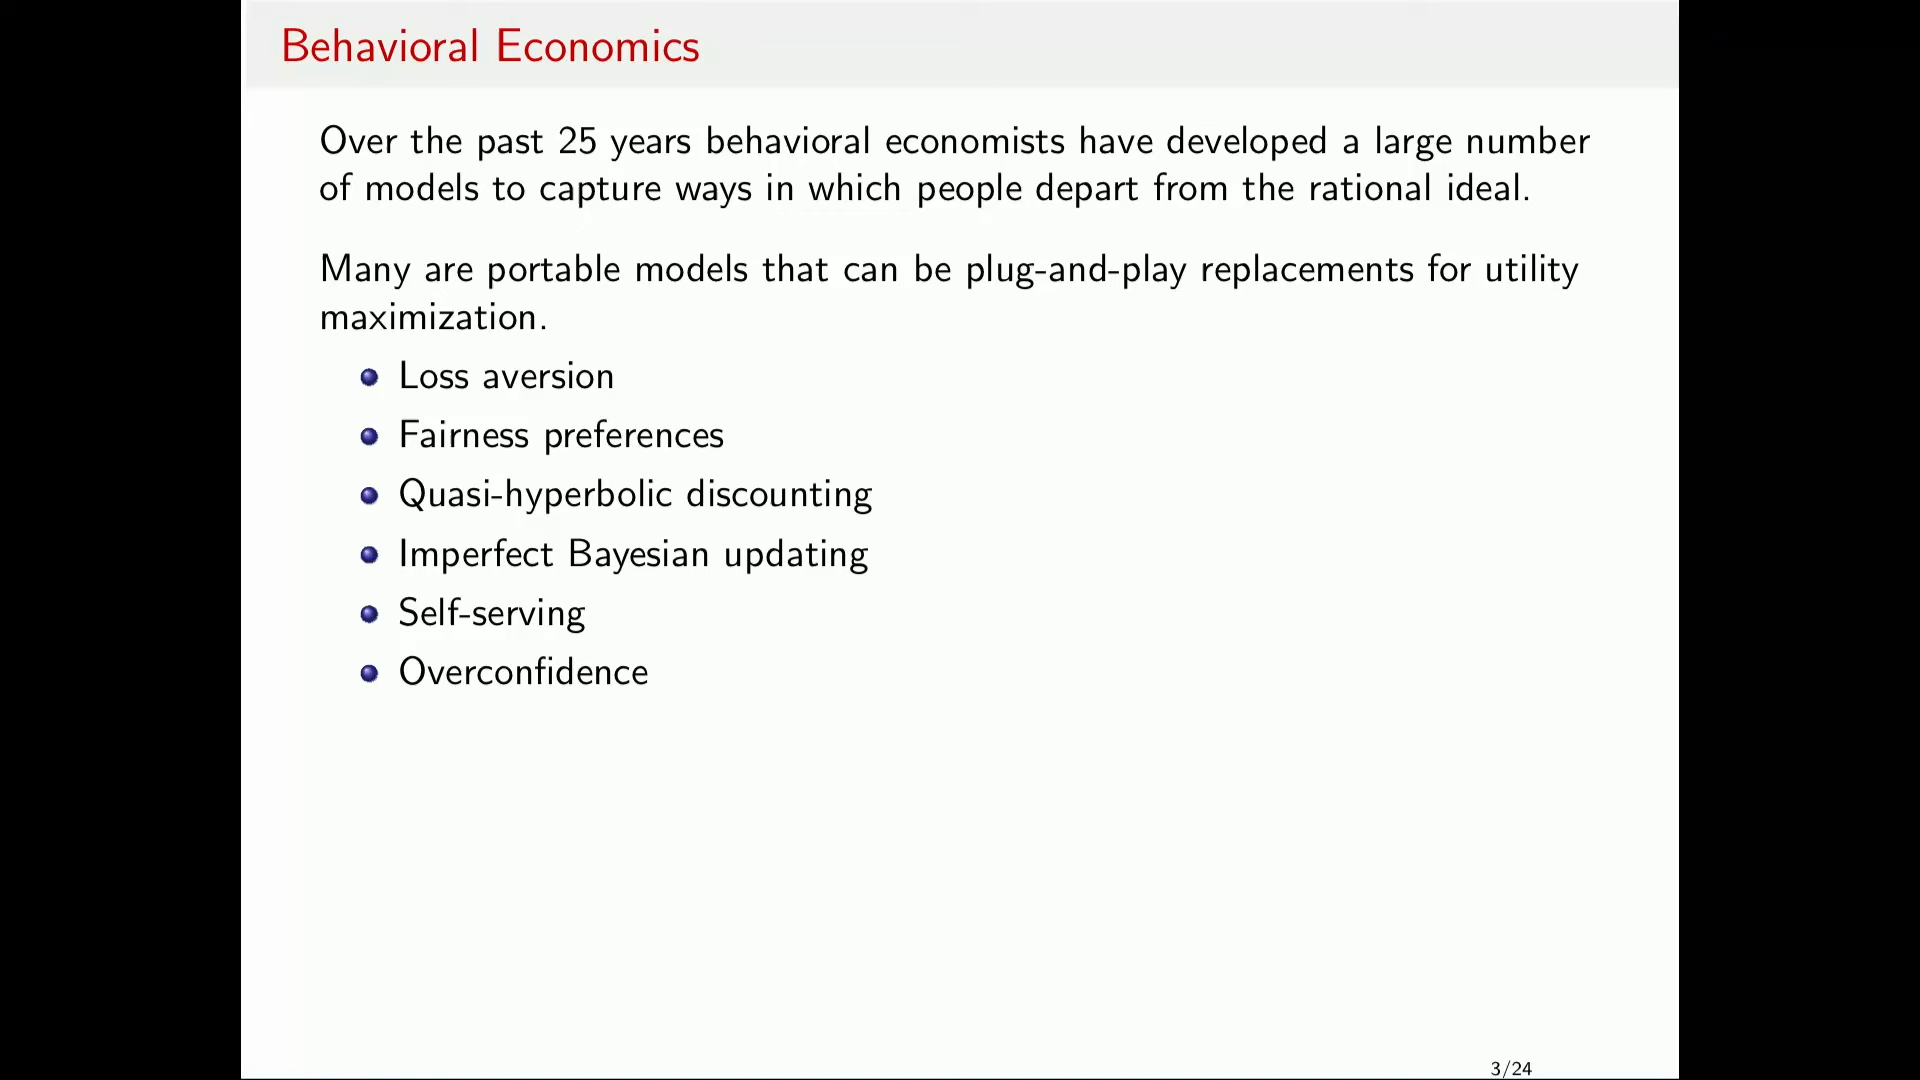 Behavioral Economics
Over the past 25 years behavioral economists have developed a large number
of models to capture ways in which people depart from the rational ideal.
Many are portable models that can be plug-and-play replacements for utility
maximization.
Loss aversion
Fairness preferences
Quasi-hyperbolic discounting
Imperfect Bayesian updating
Self-serving
Overconfidence
3/24